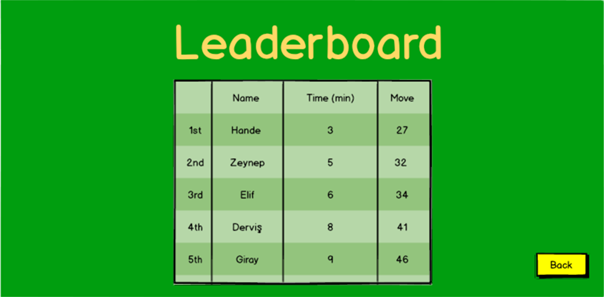 Leaderboard
Name Time (min) Move
1st Hande 3 27
2nd Zeynep 5 32
3rd Elif 6 34
4th Derviş 8 41
5th Giray 9 46
Back